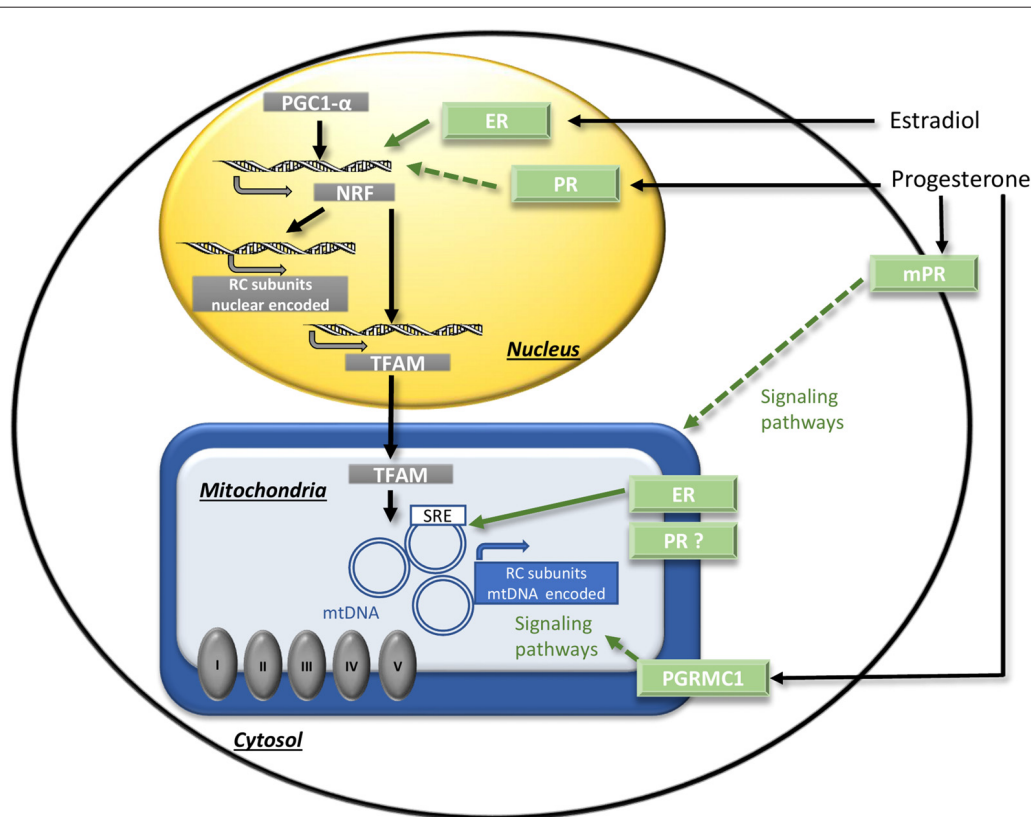 PGC1-α
ER
Estradiol
PR
Progesterone
NRF
mPR
RC subunits
nuclear encoded
Nucleus
TFAM
Signaling
pathways
TFAM
Mitochondria
ER
SRE
PR ?
RC subunits
mtDNA encoded
mtDNA
Signaling
pathways
I
II
III
IV
V
PGRMC1
Cytosol